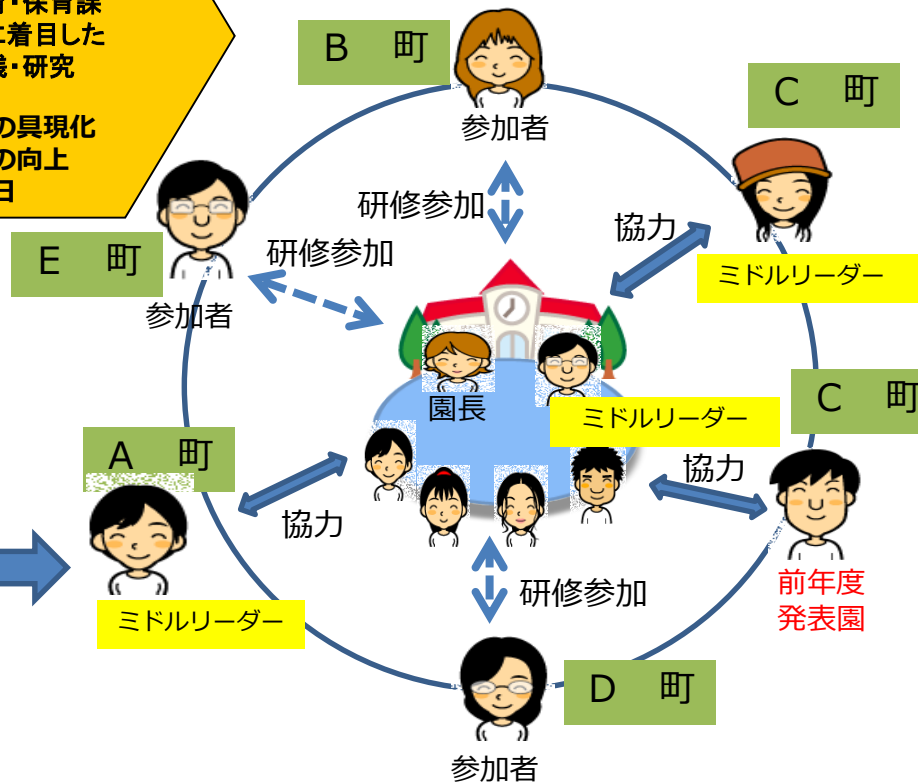 保育課
に着目した
践・研究
の具現化
の向上
日
B 町
参加者
C 町
研修参加
協力
ミドルリーダー
E 町
研修参加
参加者
園長
ミドルリーダー
C 町
A 町
協力
協力
前年度
発表園
ミドルリーダー
研修参加
D 町
参加者